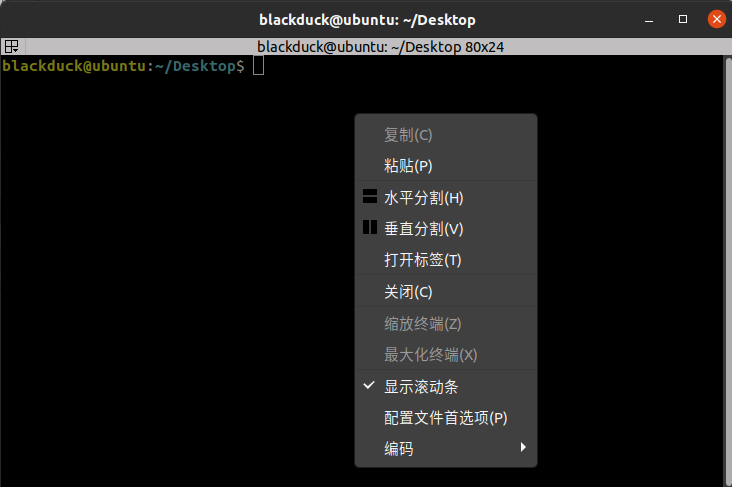 blackduck@ubuntu: ~/Desktop
blackduck@ubuntu: ~/Desktop 80x24
blackduck@ubuntu:~/Desktop$
复制(C)
粘贴(P)
水平分割(H)
垂直分割(V)
打开标签(T)
关闭(C)
缩放终端(Z)
最大化终端(X)
显示滚动条
配置文件首选项(P)
编码